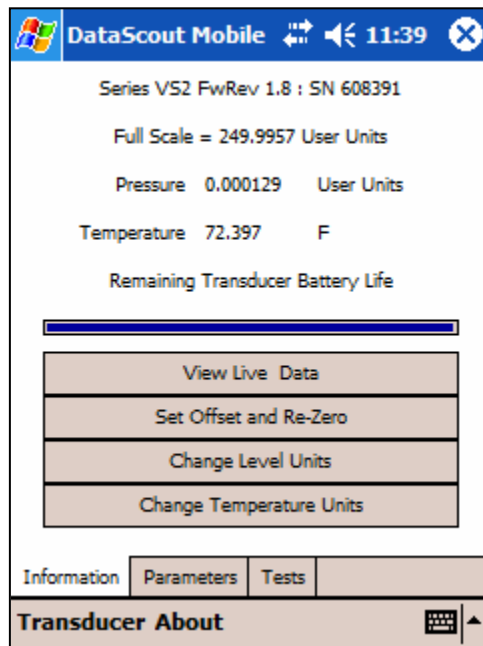 DataScout Mobile 11:39
Series VS2 FwRev 1.8 : SN 608391
Full Scale = 249.9957 User Units
Pressure 0.000129 User Units
Temperature 72.397 F
Remaining Transducer Battery Life
View Live Data
Set Offset and Re-Zero
Change Level Units
Change Temperature Units
Information Parameters Tests
Transducer About